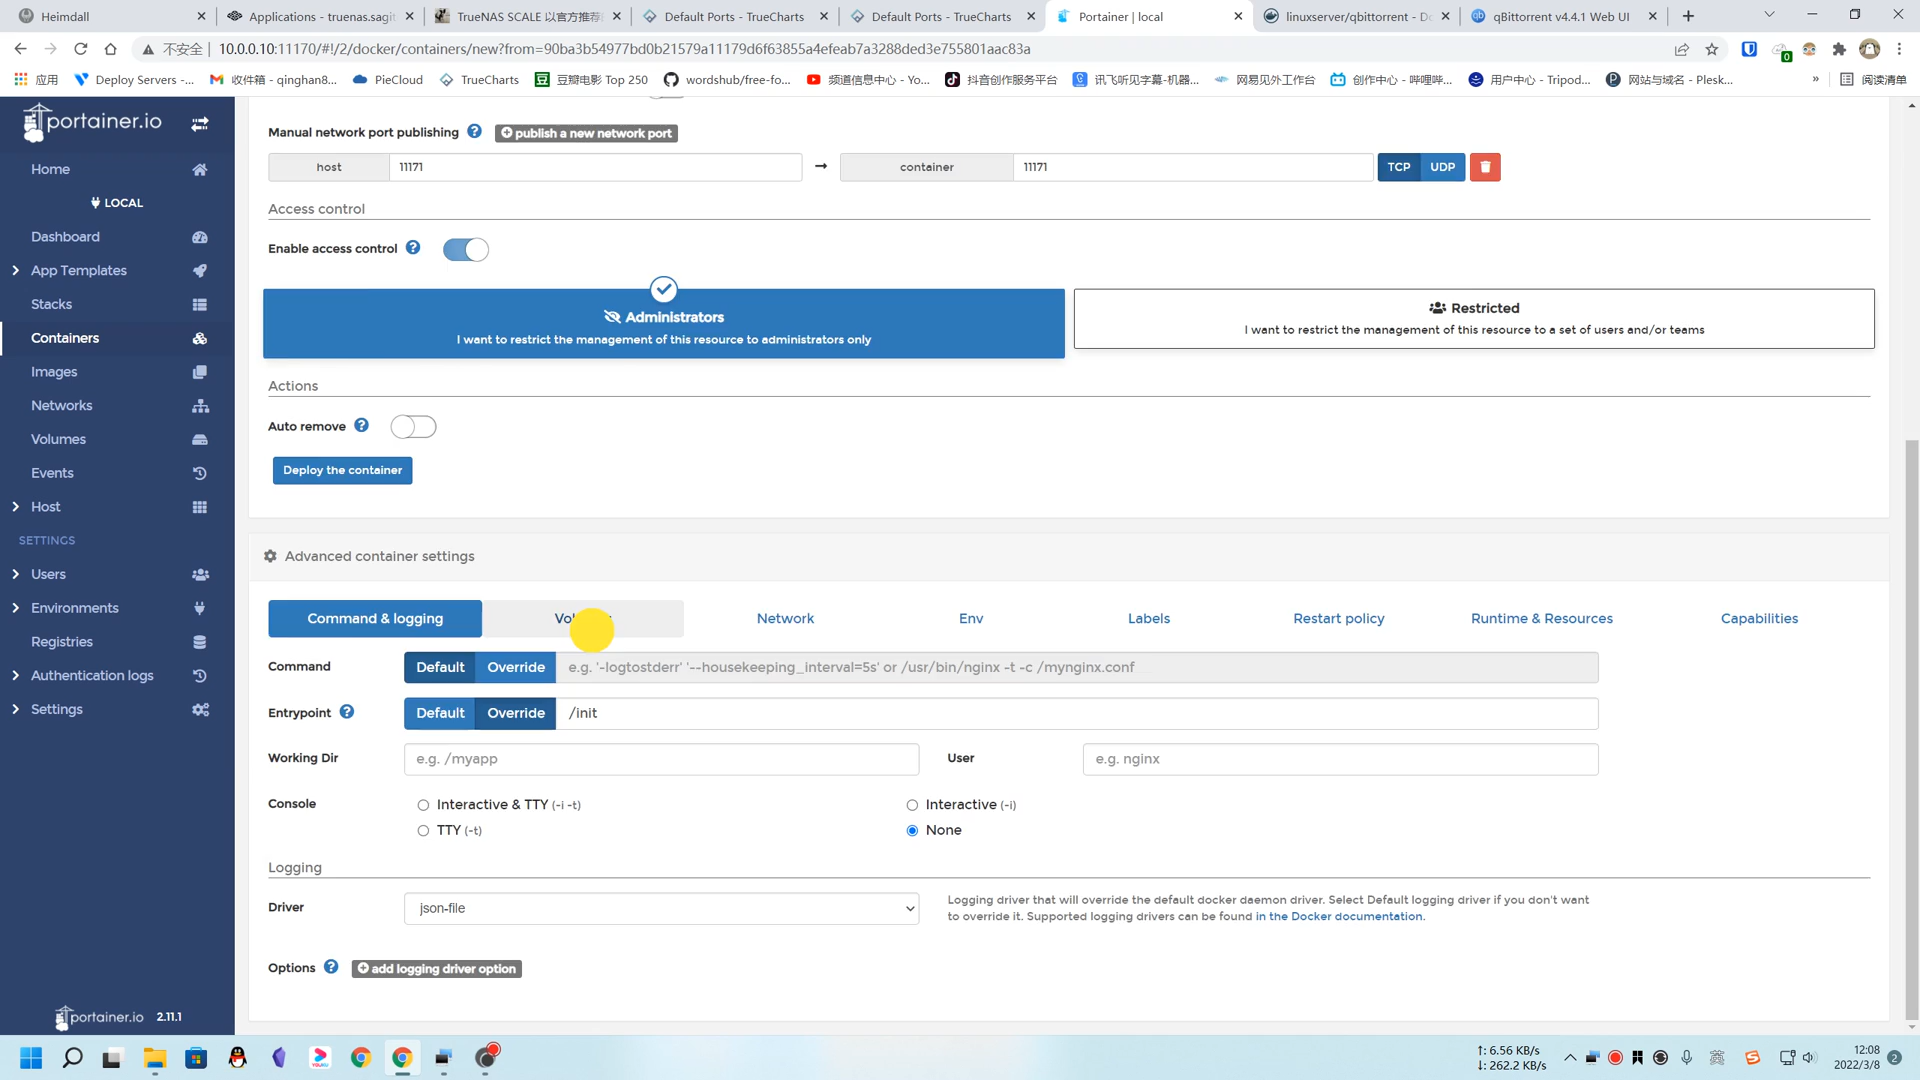 Heimdall
Applications - truenas.sagit
TrueNAS SCALE 以官方推荐
Default Ports - TrueCharts
Default Ports - TrueCharts
Portainer | local
linuxserver/qbittorrent - Do
qBittorrent v4.4.1 Web UI
不安全
10.0.0.10:11170/#!/2/docker/containers/new?from=90ba3b54977bd0b21579a11179d6f63855a4efeab7a3288ded3e755801aac83a
0
应用
Deploy Servers -...
收件箱 - qinghan8...
PieCloud
TrueCharts
豆瓣电影 Top 250
wordshub/free-fo...
频道信息中心 - Yo...
抖音创作服务平台
讯飞听见字幕-机器...
网易见外工作台
创作中心 - 哔哩哔...
用户中心 - Tripod...
网站与域名 - Plesk...
»
阅读清单
portainer.io
Home
LOCAL
Dashboard
App Templates
Stacks
Containers
Images
Networks
Volumes
Events
Host
SETTINGS
Users
Environments
Registries
Authentication logs
Settings
portainer.io 2.11.1
Manual network port publishing
publish a new network port
host
11171
container
11171
TCP
UDP
Access control
Enable access control
Administrators
I want to restrict the management of this resource to administrators only
Restricted
I want to restrict the management of this resource to a set of users and/or teams
Actions
Auto remove
Deploy the container
Advanced container settings
Command & logging
Network
Env
Labels
Restart policy
Runtime & Resources
Capabilities
Command
Default
Override
e.g. '-logtostderr' '--housekeeping_interval=5s' or /usr/bin/nginx -t -c /mynginx.conf
Entrypoint
Default
Override
/init
Working Dir
e.g. /myapp
User
e.g. nginx
Console
Interactive & TTY (-i -t)
Interactive (-i)
TTY (-t)
None
Logging
Driver
json-file
Logging driver that will override the default docker daemon driver. Select Default logging driver if you don't want
to override it. Supported logging drivers can be found in the Docker documentation.
Options
add logging driver option
↑: 6.56 KB/s
↓: 262.2 KB/s
英
12:08
2022/3/8
2